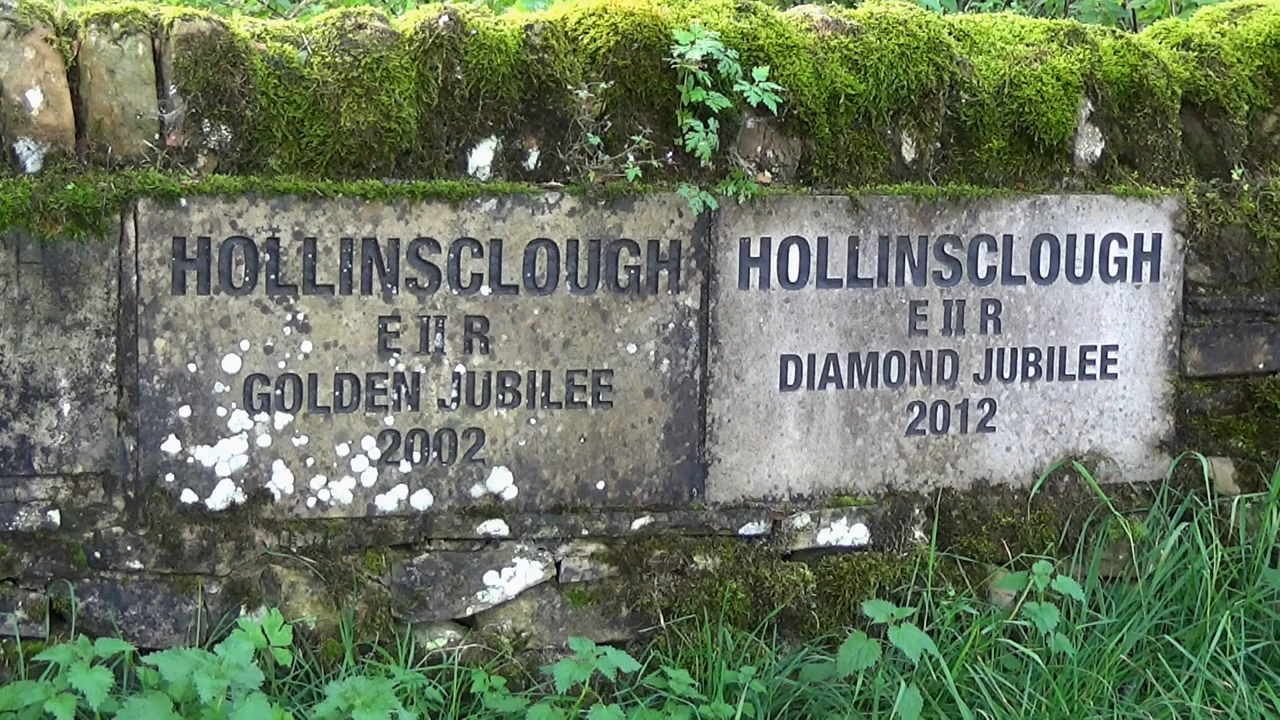 HOLLINSCLOUGH
E II R
GOLDEN JUBILEE
2002
HOLLINSCLOUGH
E II R
DIAMOND JUBILEE
2012